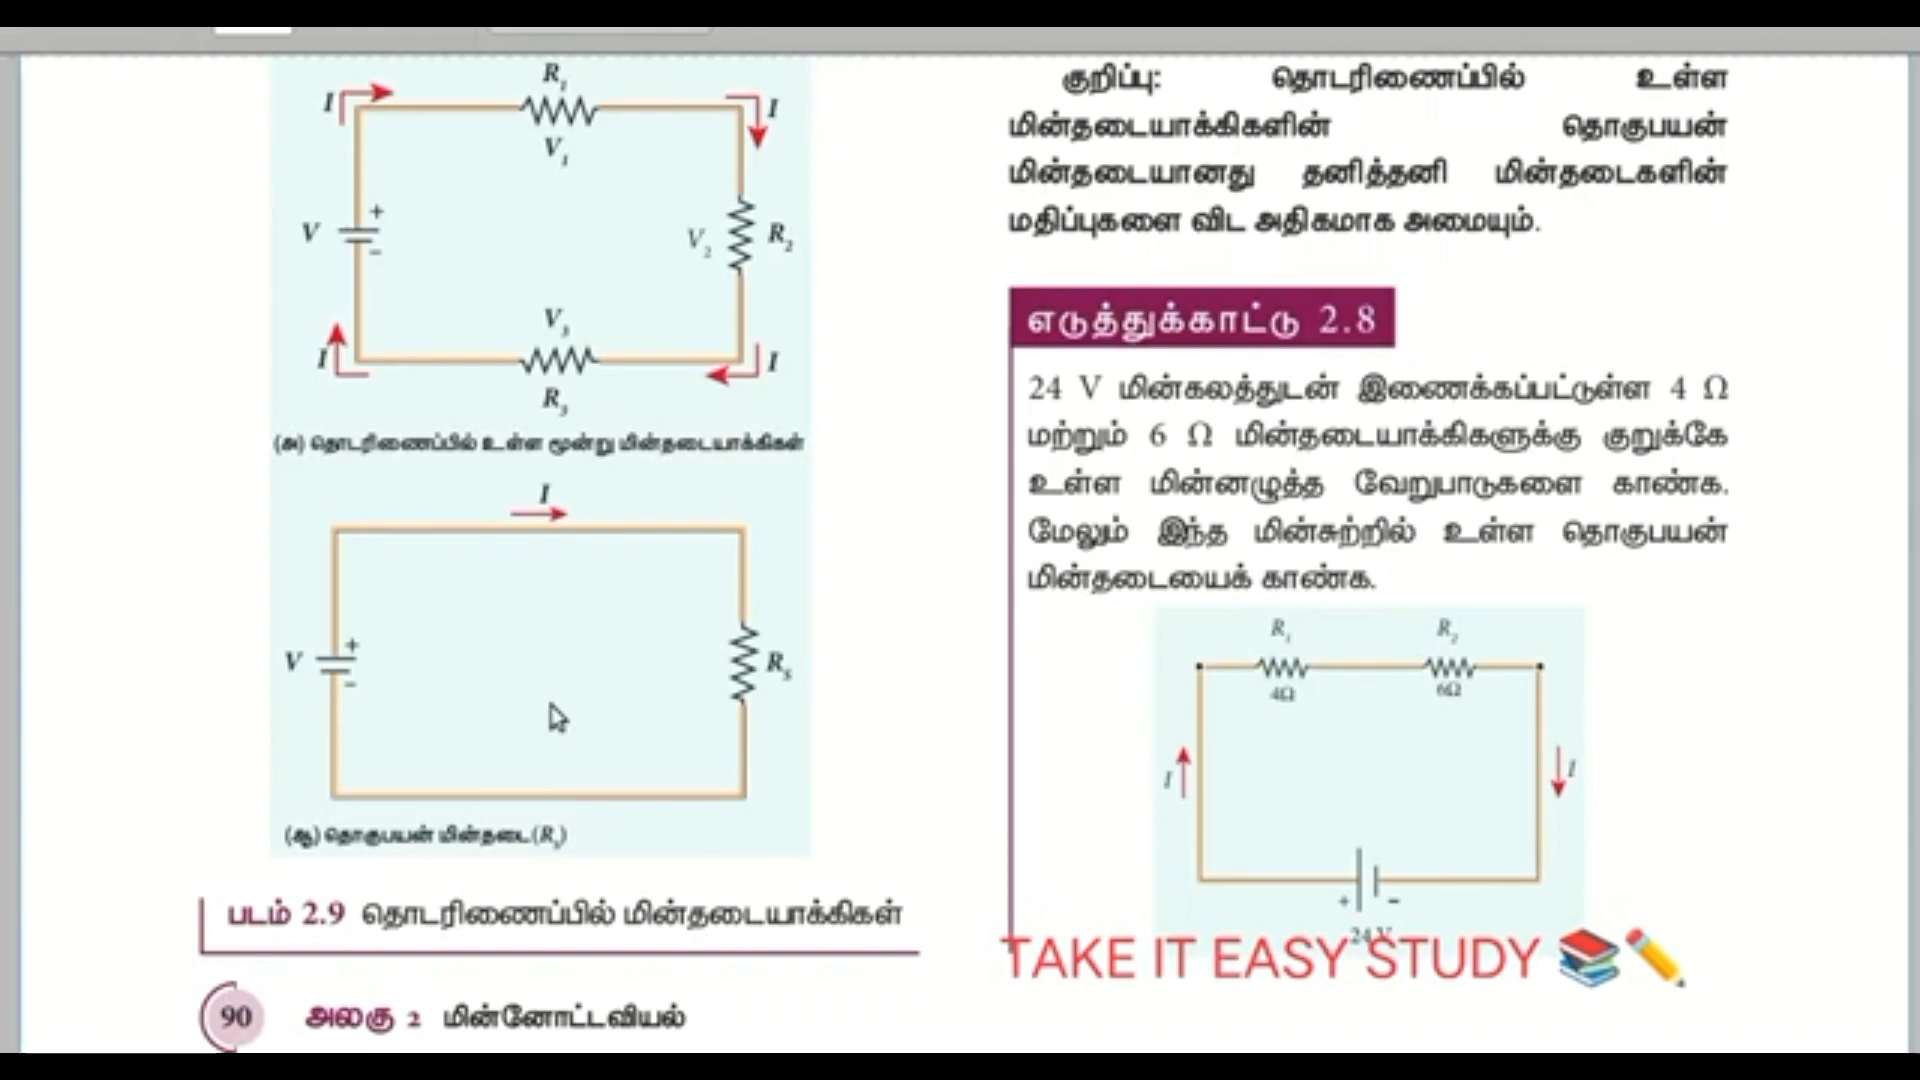 R₁
I
I
V₁
V
+
-
V₂
R₂
V₃
I
I
R₃
(அ) தொடரிணைப்பில் உள்ள மூன்று மின்தடையாக்கிகள்
I
V
+
-
Rₛ
(ஆ) தொகுபயன் மின்தடை (Rₛ)
படம் 2.9 தொடரிணைப்பில் மின்தடையாக்கிகள்
90 அலகு 2 மின்னோட்டவியல்
குறிப்பு: தொடரிணைப்பில் உள்ள
மின்தடையாக்கிகளின் தொகுபயன்
மின்தடையானது தனித்தனி மின்தடைகளின்
மதிப்புகளை விட அதிகமாக அமையும்.
எடுத்துக்காட்டு 2.8
24 V மின்கலத்துடன் இணைக்கப்பட்டுள்ள 4 Ω
மற்றும் 6 Ω மின்தடையாக்கிகளுக்கு குறுக்கே
உள்ள மின்னழுத்த வேறுபாடுகளை காண்க.
மேலும் இந்த மின்சுற்றில் உள்ள தொகுபயன்
மின்தடையைக் காண்க.
R₁ R₂
4Ω 6Ω
I
I
+ -
24 V
TAKE IT EASY STUDY 📚✏️